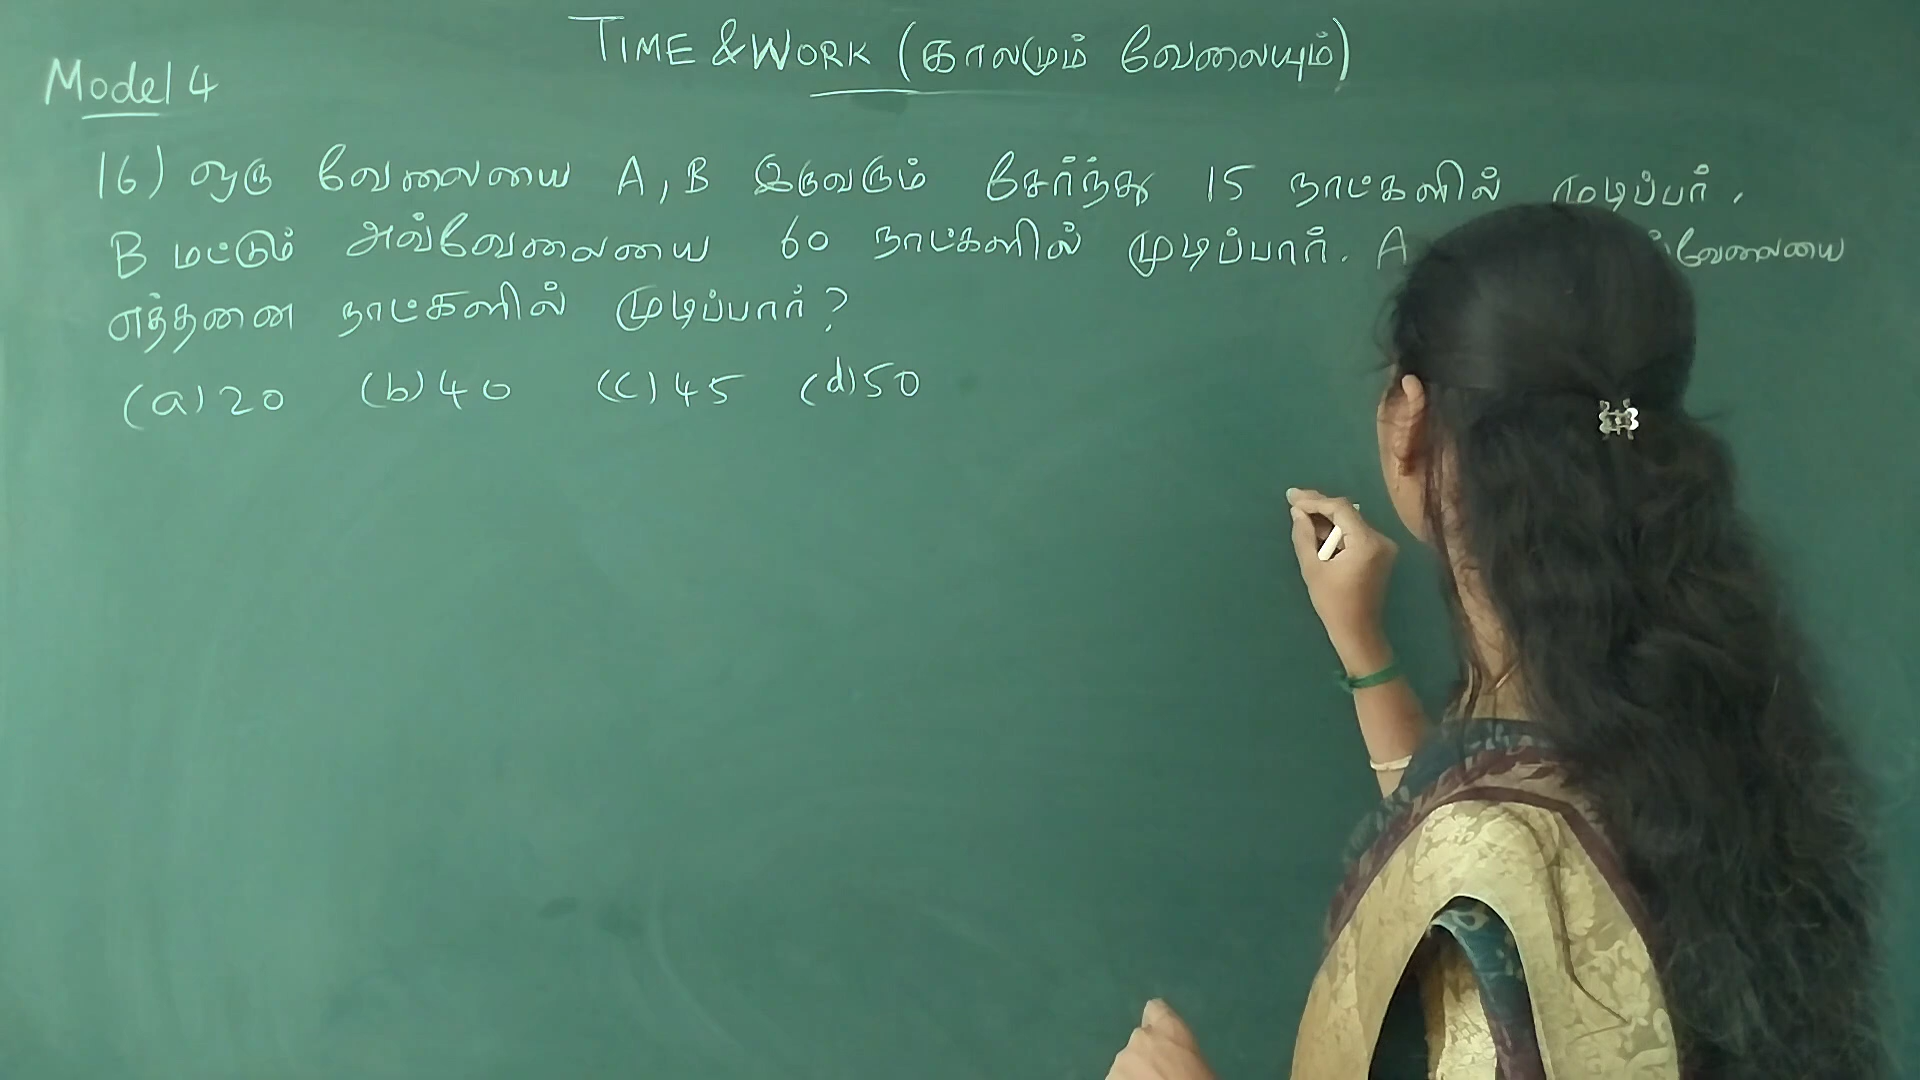 TIME & WORK (காலமும் வேலையும்)
Model 4
16) ஒரு வேலையை A, B இருவரும் சேர்ந்து 15 நாட்களில் முடிப்பர்.
B மட்டும் அவ்வேலையை 60 நாட்களில் முடிப்பார். A வேலையை
எத்தனை நாட்களில் முடிப்பார்?
(a) 20 (b) 40 (c) 45 (d) 50